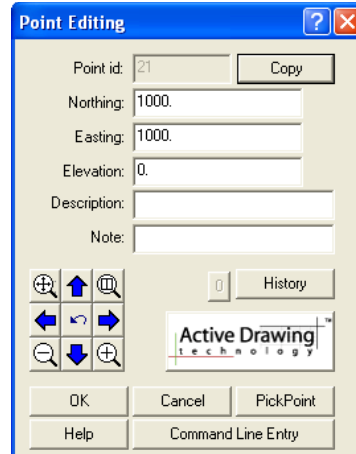 Point Editing
Point id: 21 Copy
Northing: 1000.
Easting: 1000.
Elevation: 0.
Description:
Note:
0 History
Active Drawing™
technology
OK Cancel PickPoint
Help Command Line Entry